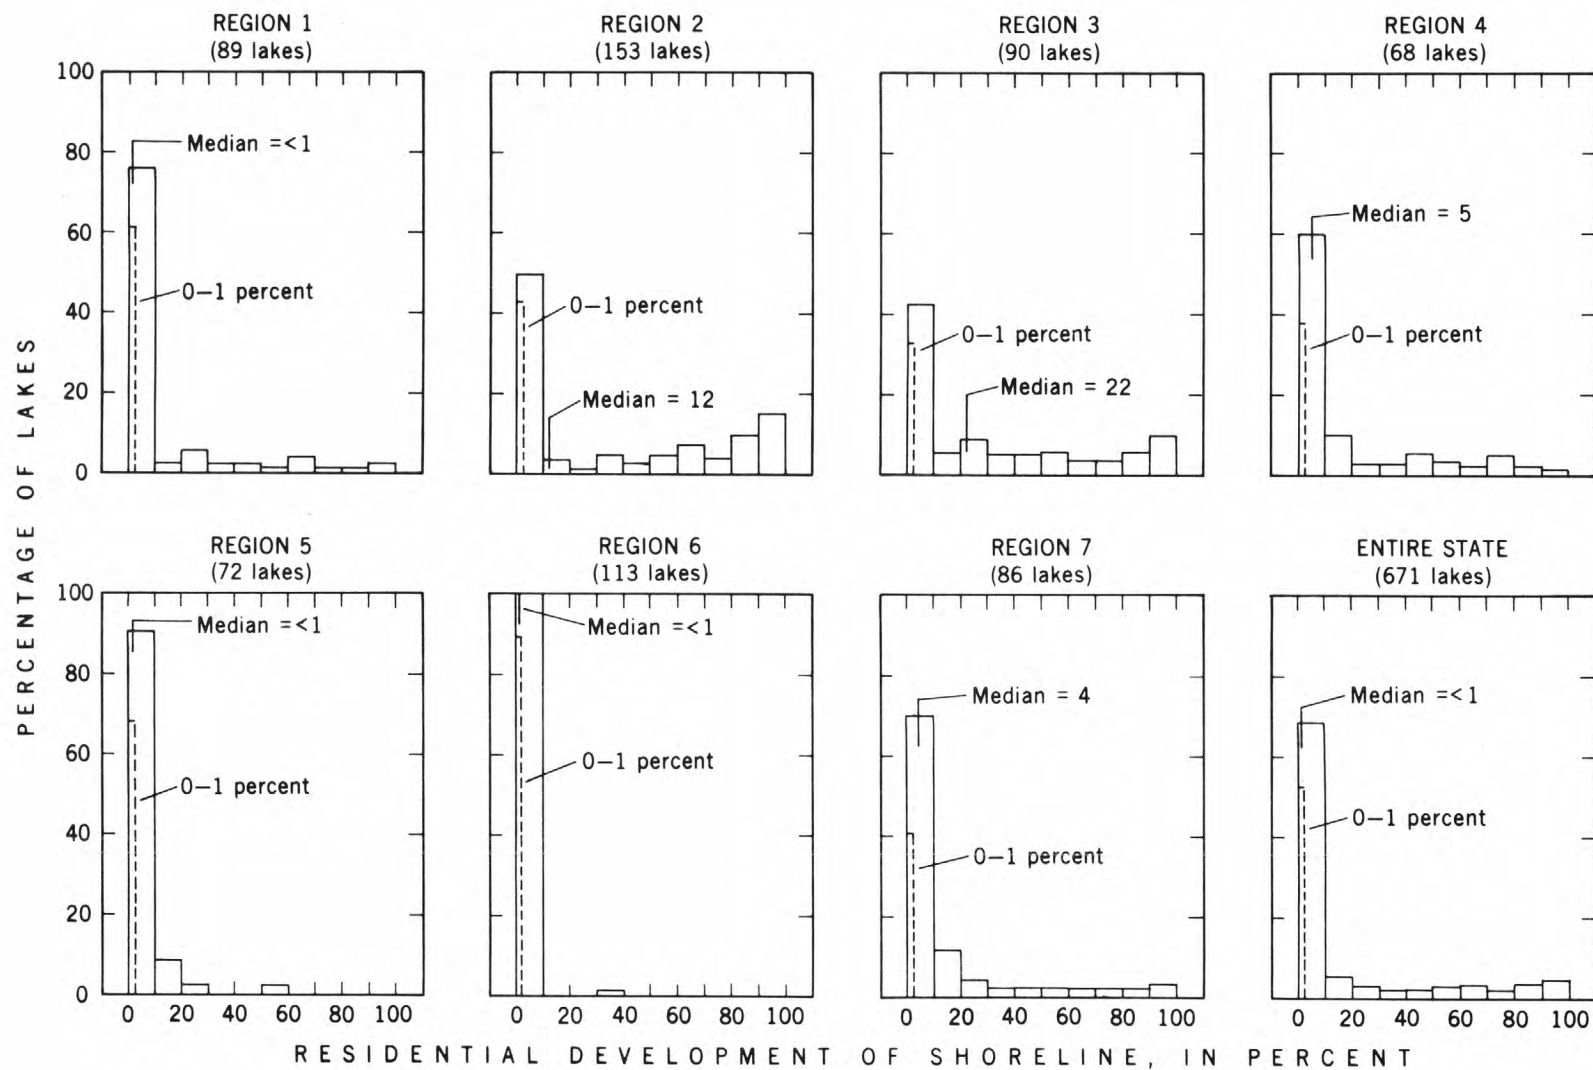 REGION 1
(89 lakes)
REGION 2
(153 lakes)
REGION 3
(90 lakes)
REGION 4
(68 lakes)
100
80
60
40
20
0
Median =<1
0–1 percent
0–1 percent
Median = 12
0–1 percent
Median = 22
Median = 5
0–1 percent
PERCENTAGE OF LAKES
REGION 5
(72 lakes)
REGION 6
(113 lakes)
REGION 7
(86 lakes)
ENTIRE STATE
(671 lakes)
100
80
60
40
20
0
Median =<1
0–1 percent
Median =<1
0–1 percent
Median = 4
0–1 percent
Median =<1
0–1 percent
0 20 40 60 80 100
0 20 40 60 80 100
0 20 40 60 80 100
0 20 40 60 80 100
RESIDENTIAL DEVELOPMENT OF SHORELINE, IN PERCENT